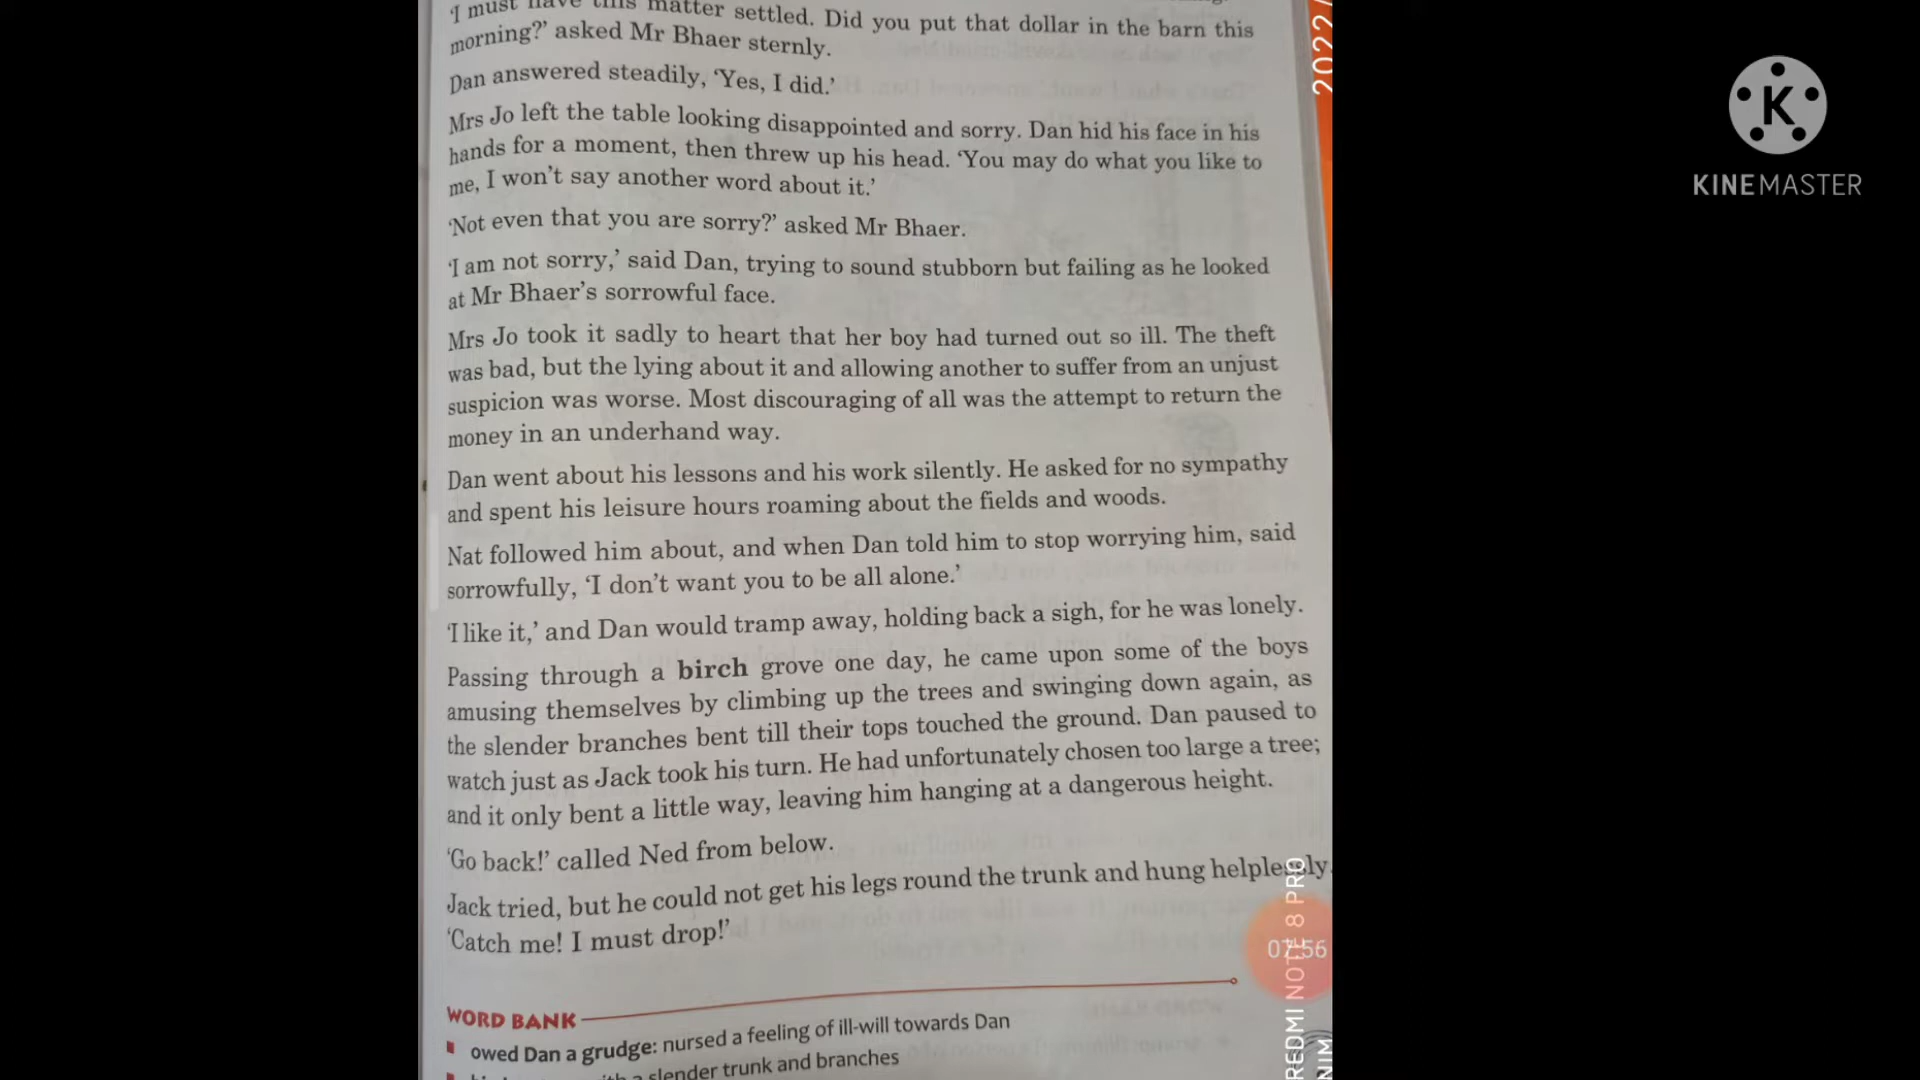 'I must have this matter settled. Did you put that dollar in the barn this
morning?' asked Mr Bhaer sternly.
Dan answered steadily, 'Yes, I did.'
Mrs Jo left the table looking disappointed and sorry. Dan hid his face in his
hands for a moment, then threw up his head. 'You may do what you like to
me, I won't say another word about it.'
'Not even that you are sorry?' asked Mr Bhaer.
'I am not sorry,' said Dan, trying to sound stubborn but failing as he looked
at Mr Bhaer's sorrowful face.
Mrs Jo took it sadly to heart that her boy had turned out so ill. The theft
was bad, but the lying about it and allowing another to suffer from an unjust
suspicion was worse. Most discouraging of all was the attempt to return the
money in an underhand way.
Dan went about his lessons and his work silently. He asked for no sympathy
and spent his leisure hours roaming about the fields and woods.
Nat followed him about, and when Dan told him to stop worrying him, said
sorrowfully, 'I don't want you to be all alone.'
'I like it,' and Dan would tramp away, holding back a sigh, for he was lonely.
Passing through a birch grove one day, he came upon some of the boys
amusing themselves by climbing up the trees and swinging down again, as
the slender branches bent till their tops touched the ground. Dan paused to
watch just as Jack took his turn. He had unfortunately chosen too large a tree;
and it only bent a little way, leaving him hanging at a dangerous height.
'Go back!' called Ned from below.
Jack tried, but he could not get his legs round the trunk and hung helplessly.
'Catch me! I must drop!'
WORD BANK
owed Dan a grudge: nursed a feeling of ill-will towards Dan
slender trunk and branches
2022/
REDMI NOTE 8 PRO
07:56
K
KINEMASTER